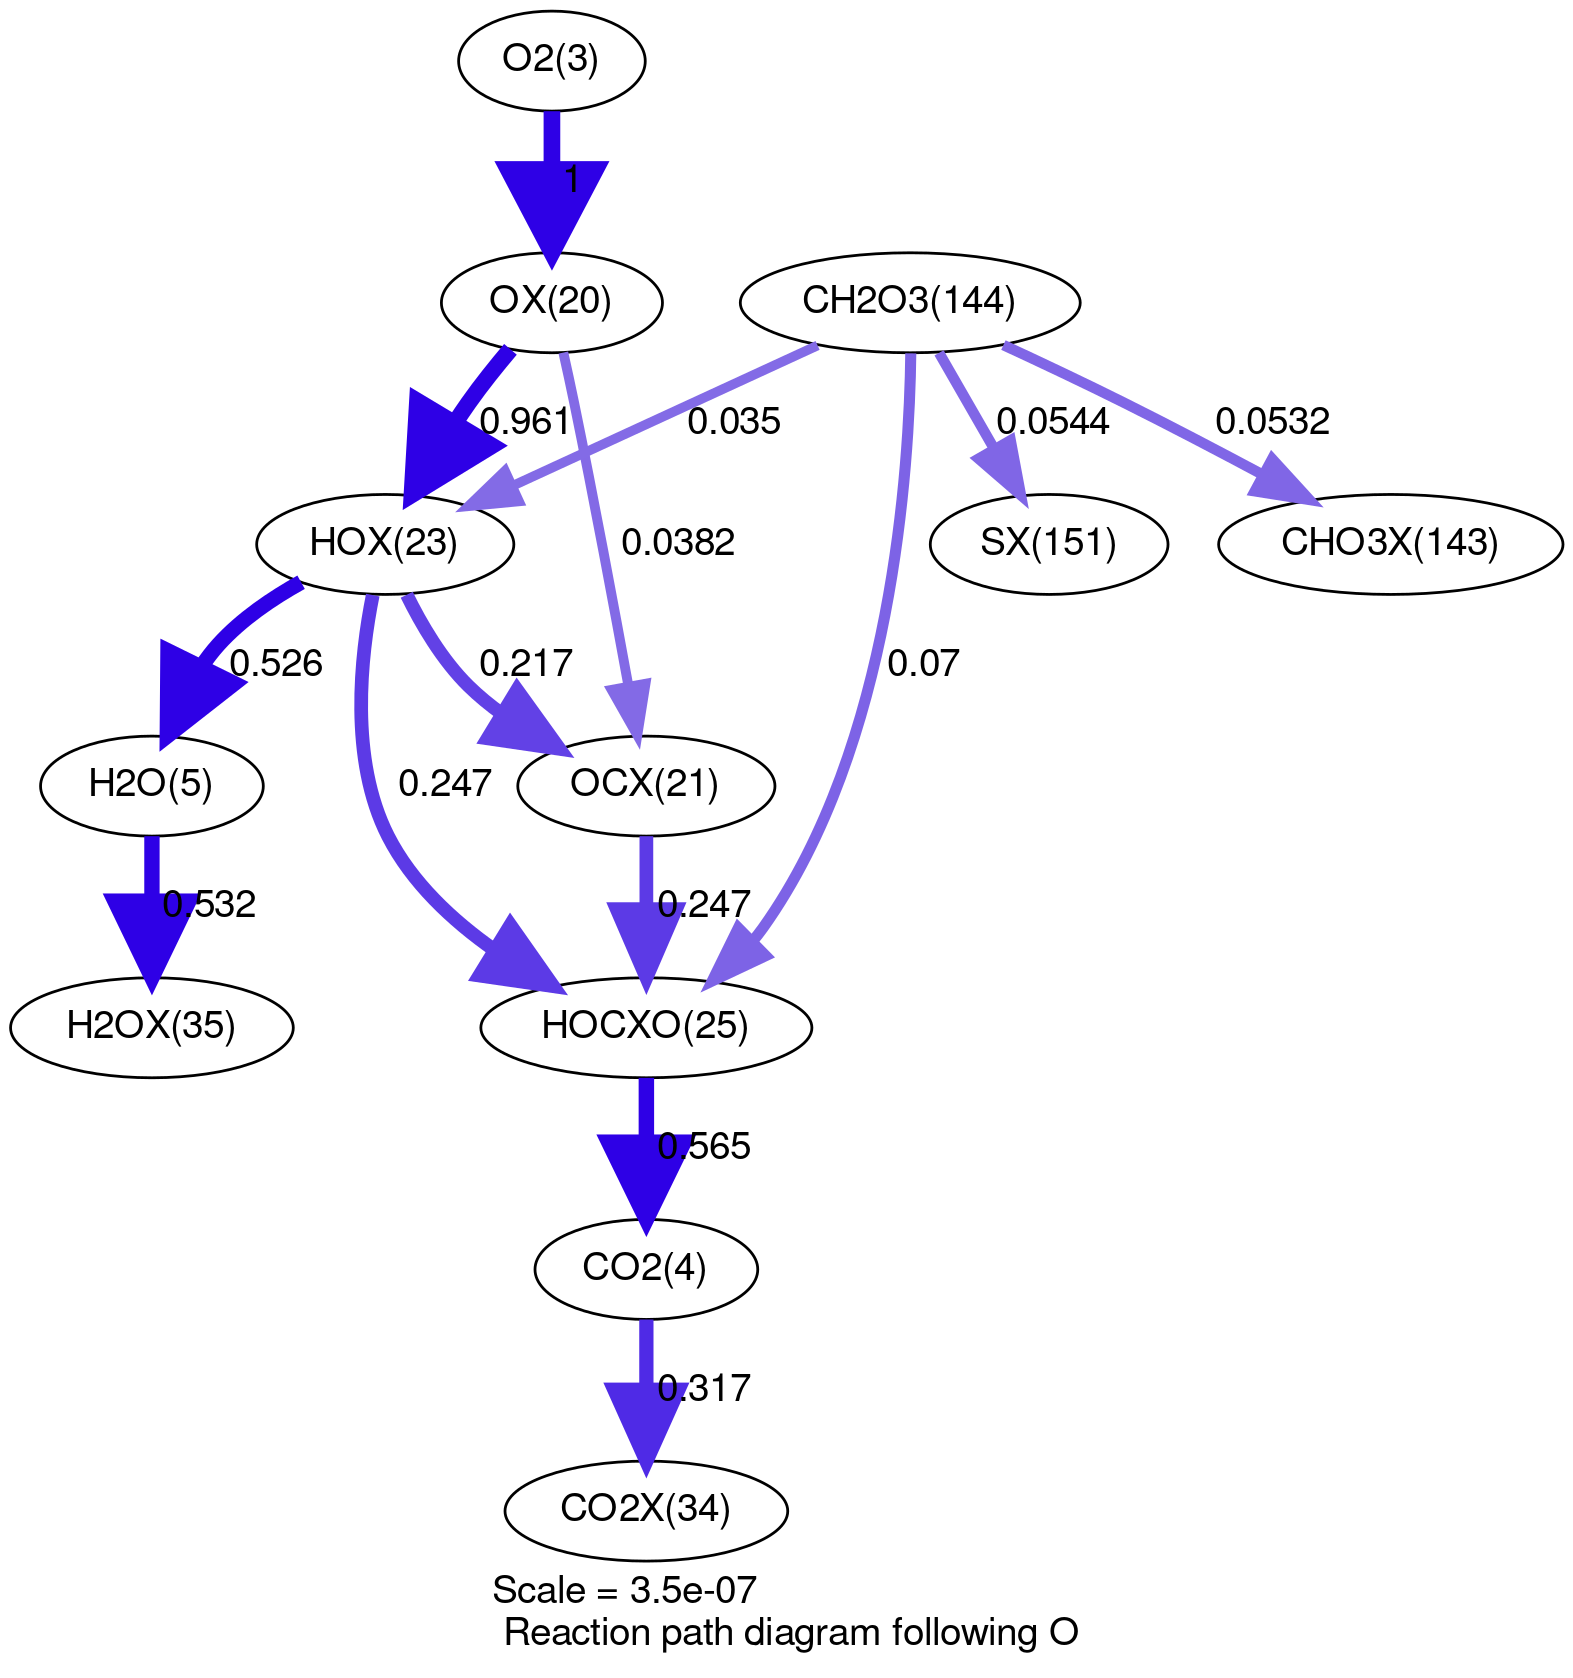 O2(3)
1
OX(20)
CH2O3(144)
0.961
0.035
0.0544
0.0532
HOX(23)
0.0382
SX(151)
CHO3X(143)
0.526
0.217
0.07
H2O(5)
0.247
OCX(21)
0.532
0.247
H2OX(35)
HOCXO(25)
0.565
CO2(4)
0.317
CO2X(34)
Scale = 3.5e-07
Reaction path diagram following O